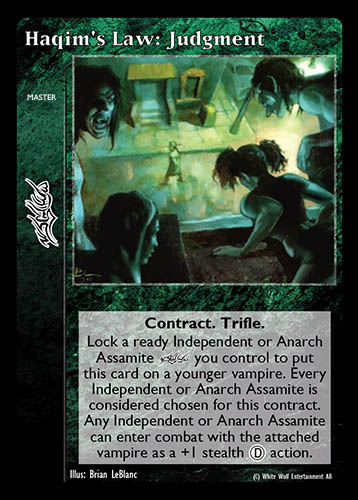 Haqim's Law: Judgment
MASTER
Contract. Trifle.
Lock a ready Independent or Anarch
Assamite you control to put
this card on a younger vampire. Every
Independent or Anarch Assamite is
considered chosen for this contract.
Any Independent or Anarch Assamite
can enter combat with the attached
vampire as a +1 stealth Ⓓ action.
Illus: Brian LeBlanc
(C) White Wolf Entertainment AB